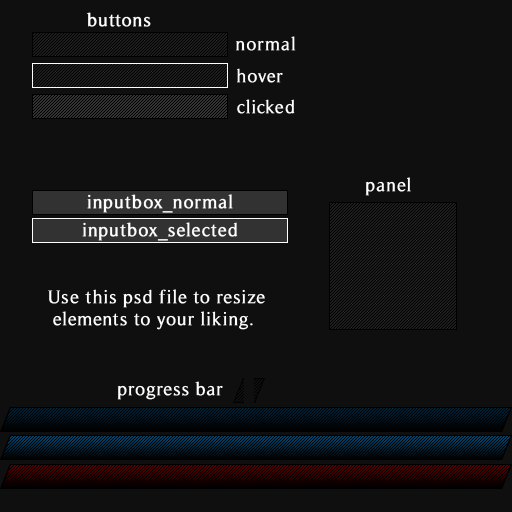 buttons
normal
hover
clicked
panel
inputbox_normal
inputbox_selected
Use this psd file to resize
elements to your liking.
progress bar